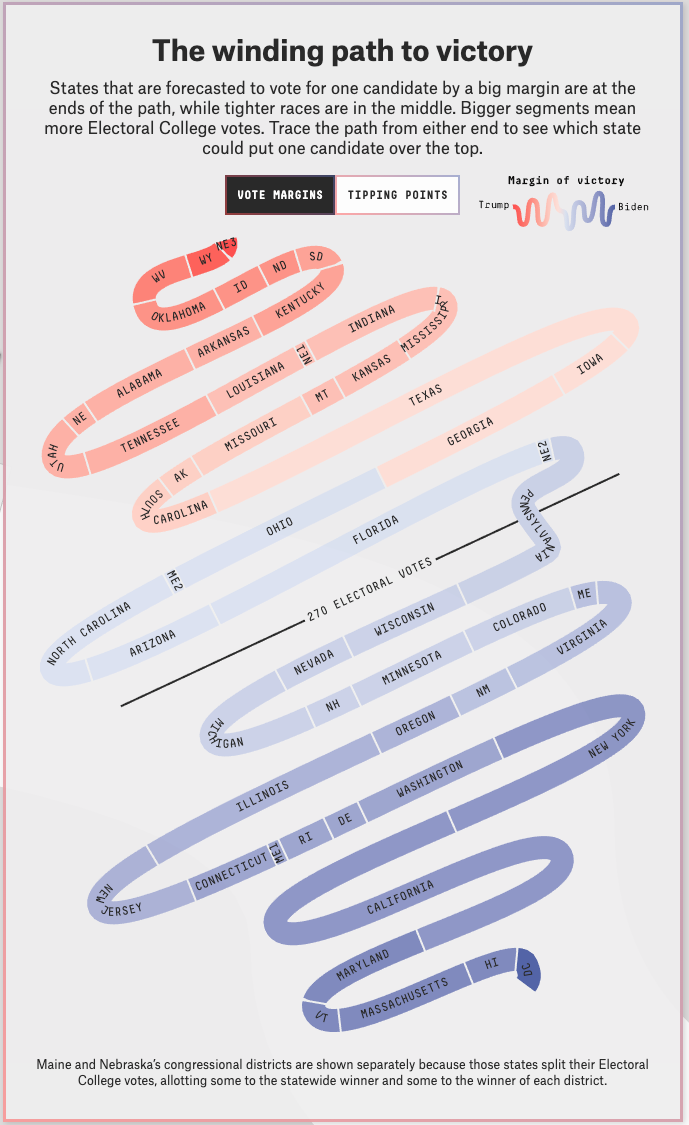 The winding path to victory
States that are forecasted to vote for one candidate by a big margin are at the
ends of the path, while tighter races are in the middle. Bigger segments mean
more Electoral College votes. Trace the path from either end to see which state
could put one candidate over the top.
VOTE MARGINS
TIPPING POINTS
Margin of victory
Trump
Biden
NE3
WY
WV
OKLAHOMA
ID
ND
SD
KENTUCKY
ARKANSAS
ALABAMA
NE
UTAH
TENNESSEE
LOUISIANA
NE1
INDIANA
MISSISSIPPI
KANSAS
MT
MISSOURI
AK
SOUTH CAROLINA
TEXAS
IOWA
GEORGIA
OHIO
ME2
NORTH CAROLINA
ARIZONA
FLORIDA
NE2
PENNSYLVANIA
270 ELECTORAL VOTES
WISCONSIN
NEVADA
MICHIGAN
NH
MINNESOTA
COLORADO
ME
VIRGINIA
NM
OREGON
ILLINOIS
NEW JERSEY
CONNECTICUT
ME1
RI
DE
WASHINGTON
NEW YORK
CALIFORNIA
MARYLAND
VT
MASSACHUSETTS
HI
DC
Maine and Nebraska's congressional districts are shown separately because those states split their Electoral
College votes, allotting some to the statewide winner and some to the winner of each district.